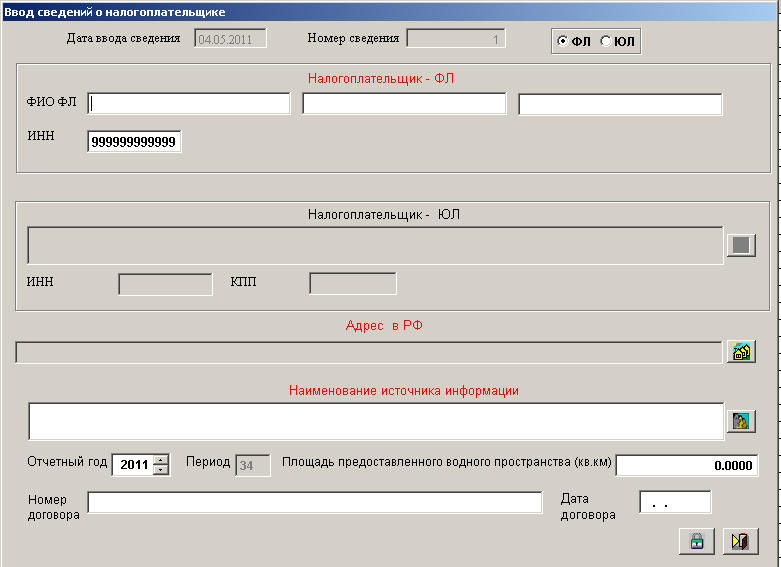 Ввод сведений о налогоплательщике
Дата ввода сведения 04.05.2011 Номер сведения 1 ФЛ ЮЛ
Налогоплательщик - ФЛ
ФИО ФЛ
ИНН 999999999999
Налогоплательщик - ЮЛ
ИНН КПП
Адрес в РФ
Наименование источника информации
Отчетный год 2011 Период 34 Площадь предоставленного водного пространства (кв.км) 0.0000
Номер договора Дата договора . .